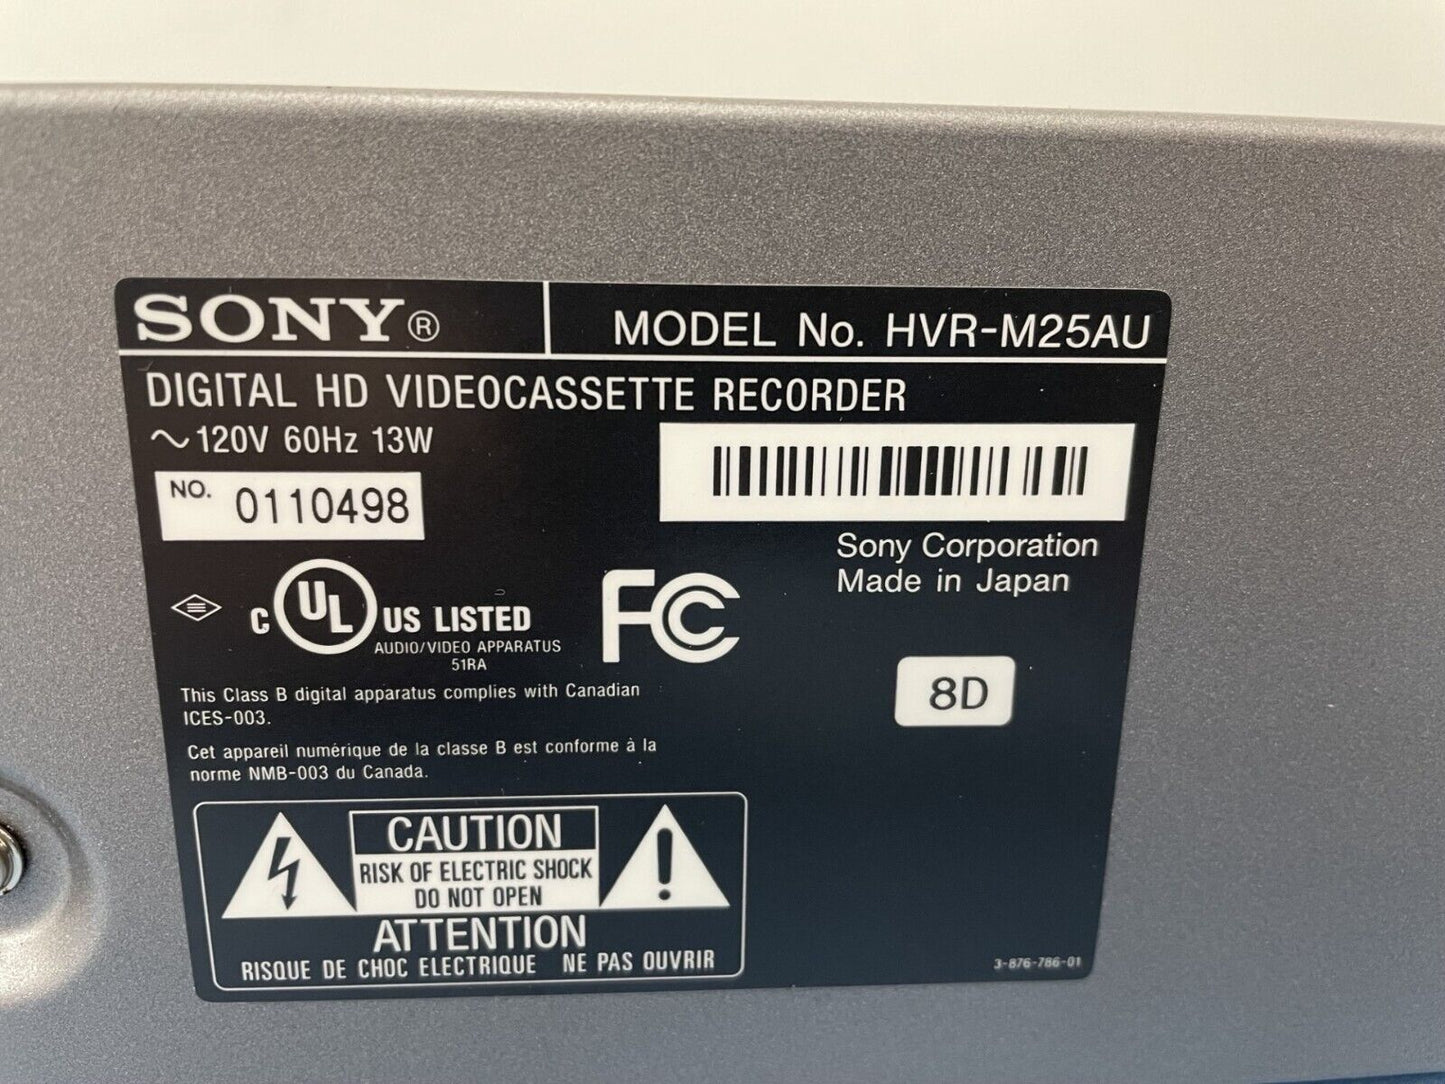 SONY®
MODEL No. HVR-M25AU
DIGITAL HD VIDEOCASSETTE RECORDER
~ 120V 60Hz 13W
NO. 0110498
Sony Corporation
Made in Japan
C UL US LISTED
AUDIO/VIDEO APPARATUS
51RA
FC
8D
This Class B digital apparatus complies with Canadian
ICES-003.
Cet appareil numérique de la classe B est conforme à la
norme NMB-003 du Canada.
CAUTION
RISK OF ELECTRIC SHOCK
DO NOT OPEN
ATTENTION
RISQUE DE CHOC ELECTRIQUE NE PAS OUVRIR
3-876-786-01